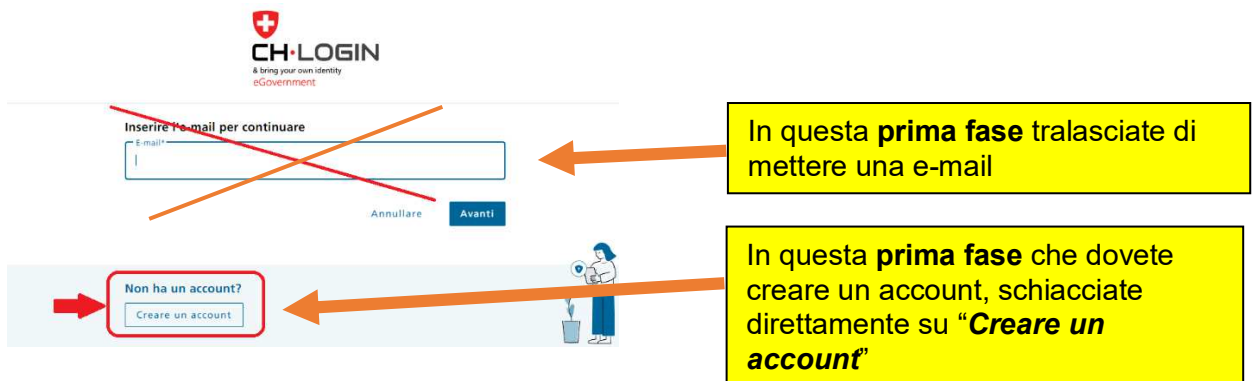 CH·LOGIN
& bring your own identity
eGovernment
Inserire l'e-mail per continuare
E-mail*
Annullare
Avanti
In questa prima fase tralasciate di
mettere una e-mail
Non ha un account?
Creare un account
In questa prima fase che dovete
creare un account, schiacciate
direttamente su “Creare un
account”